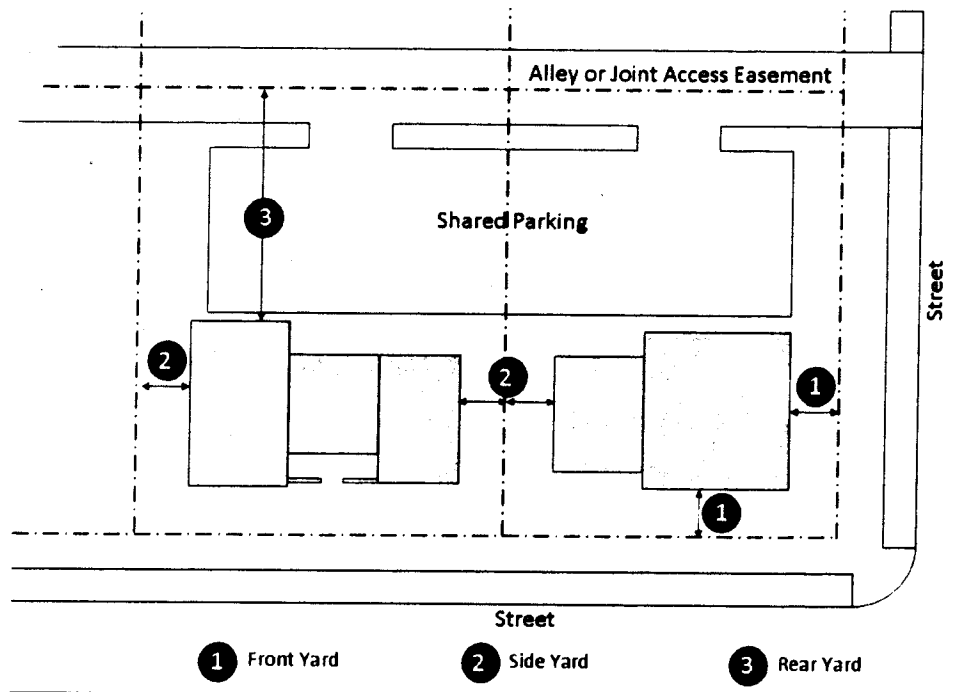 Alley or Joint Access Easement
3
Shared Parking
Street
2
2
1
1
Street
1 Front Yard
2 Side Yard
3 Rear Yard